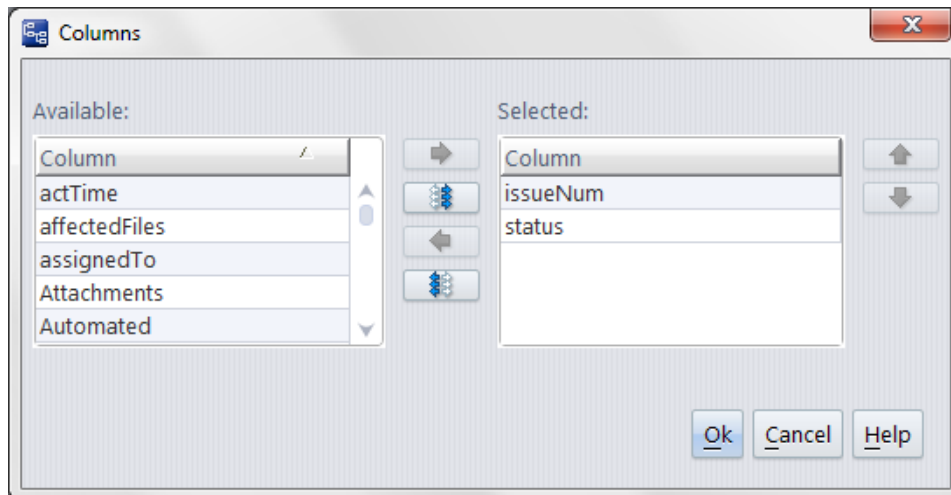 Columns
Available:
Selected:
Column
actTime
affectedFiles
assignedTo
Attachments
Automated
Column
issueNum
status
Ok
Cancel
Help